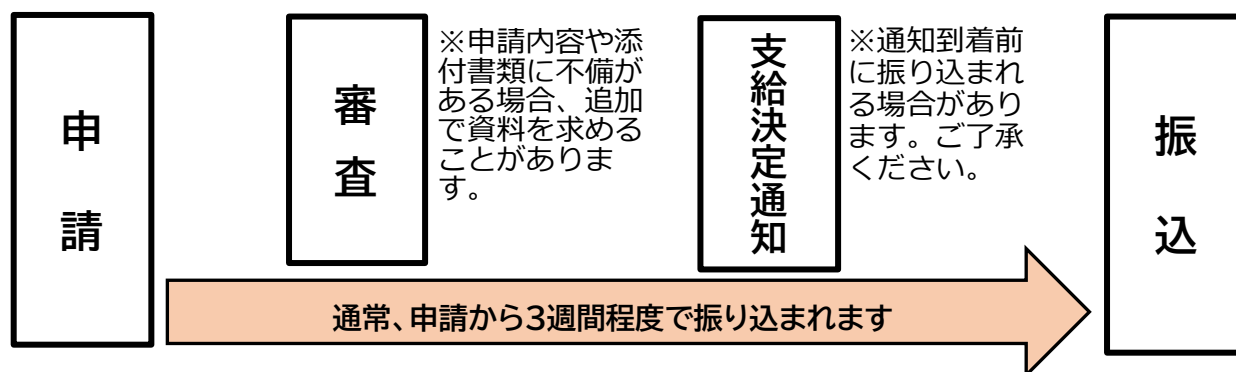 申請
審査
※申請内容や添
付書類に不備が
ある場合、追加
で資料を求める
ことがありま
す。
支給決定通知
※通知到着前
に振り込まれ
る場合があり
ます。ご了承
ください。
振込
通常、申請から3週間程度で振り込まれます